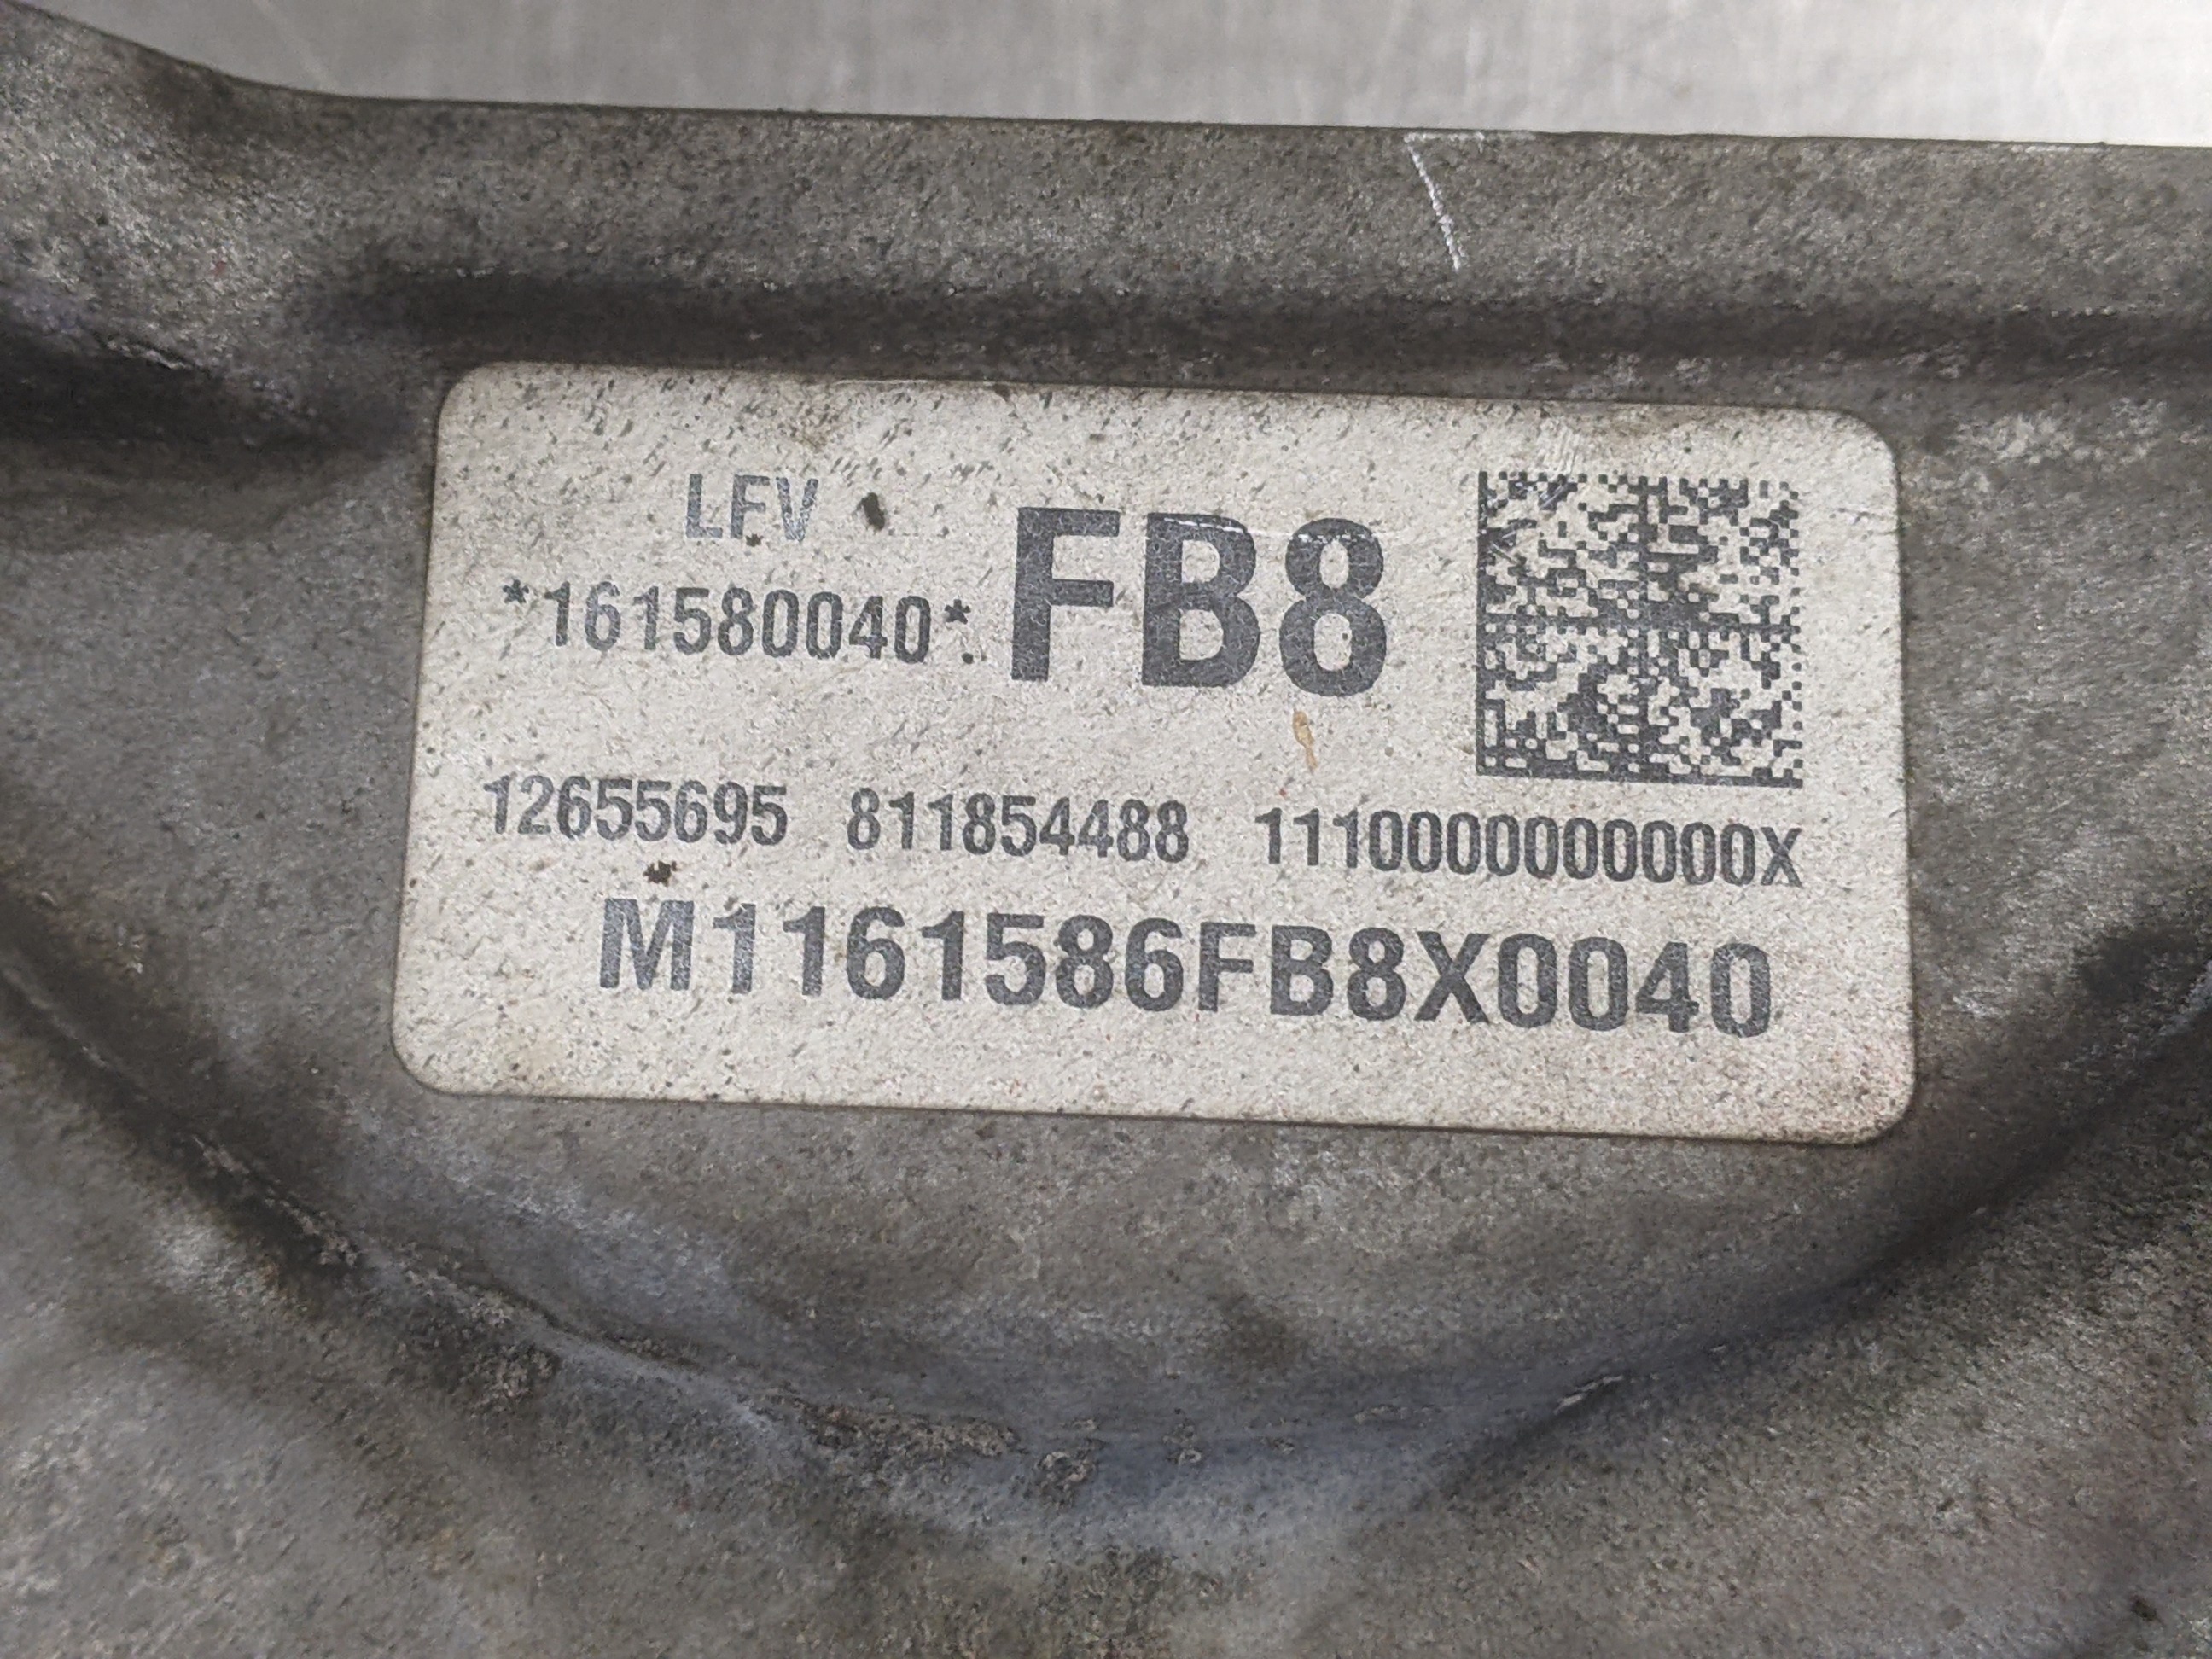 LFV
*161580040* FB8
12655695 811854488 1110000000000X
M1161586FB8X0040